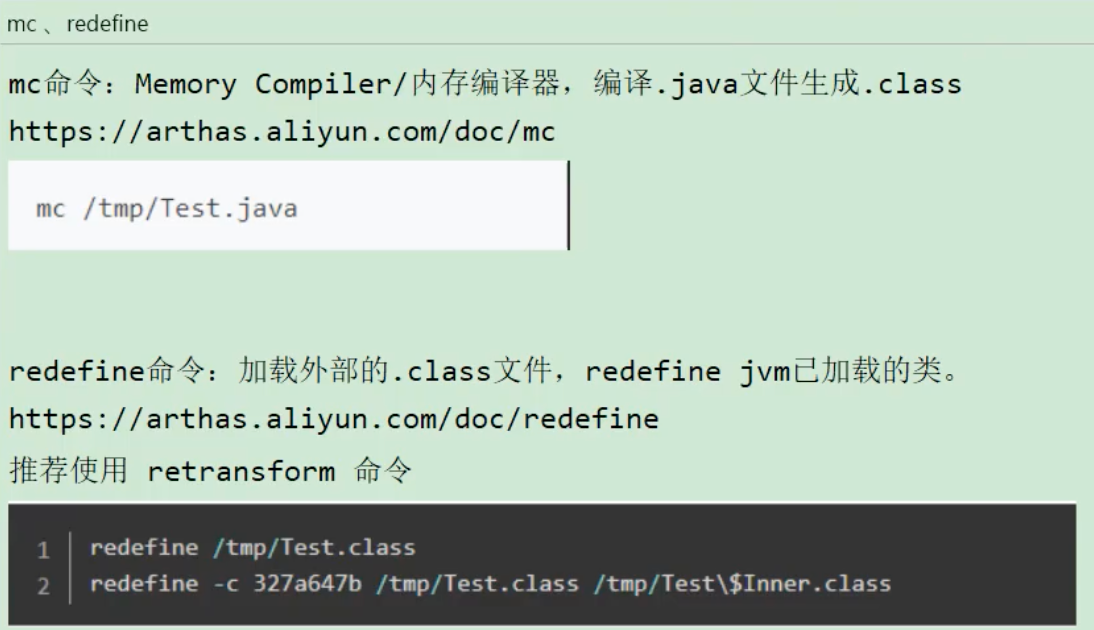 mc 、redefine
mc命令：Memory Compiler/内存编译器，编译.java文件生成.class
https://arthas.aliyun.com/doc/mc
mc /tmp/Test.java
redefine命令：加载外部的.class文件，redefine jvm已加载的类。
https://arthas.aliyun.com/doc/redefine
推荐使用 retransform 命令
1 redefine /tmp/Test.class
2 redefine -c 327a647b /tmp/Test.class /tmp/Test\$Inner.class